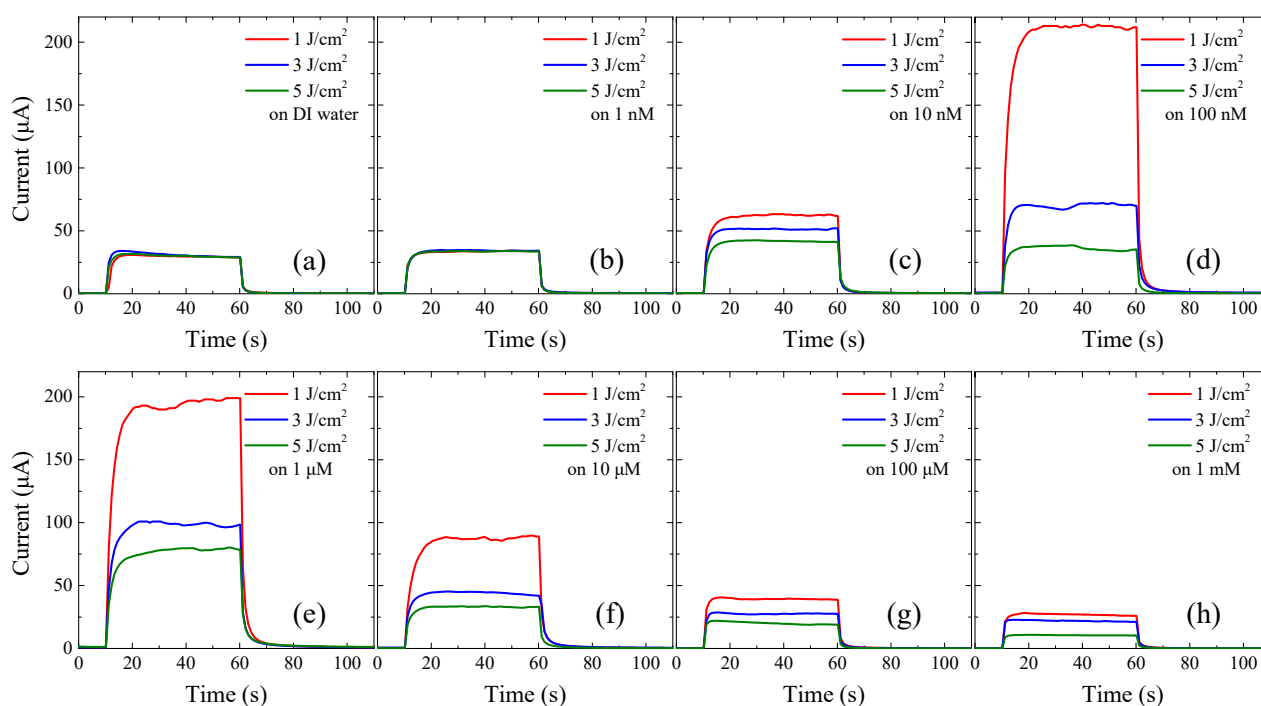 Current (μA)
200
150
100
50
0
1 J/cm²
3 J/cm²
5 J/cm²
on DI water
(a)
0 20 40 60 80 100
Time (s)
1 J/cm²
3 J/cm²
5 J/cm²
on 1 nM
(b)
0 20 40 60 80 100
Time (s)
1 J/cm²
3 J/cm²
5 J/cm²
on 10 nM
(c)
0 20 40 60 80 100
Time (s)
1 J/cm²
3 J/cm²
5 J/cm²
on 100 nM
(d)
0 20 40 60 80 100
Time (s)
Current (μA)
200
150
100
50
0
1 J/cm²
3 J/cm²
5 J/cm²
on 1 μM
(e)
0 20 40 60 80 100
Time (s)
1 J/cm²
3 J/cm²
5 J/cm²
on 10 μM
(f)
0 20 40 60 80 100
Time (s)
1 J/cm²
3 J/cm²
5 J/cm²
on 100 μM
(g)
0 20 40 60 80 100
Time (s)
1 J/cm²
3 J/cm²
5 J/cm²
on 1 mM
(h)
0 20 40 60 80 100
Time (s)